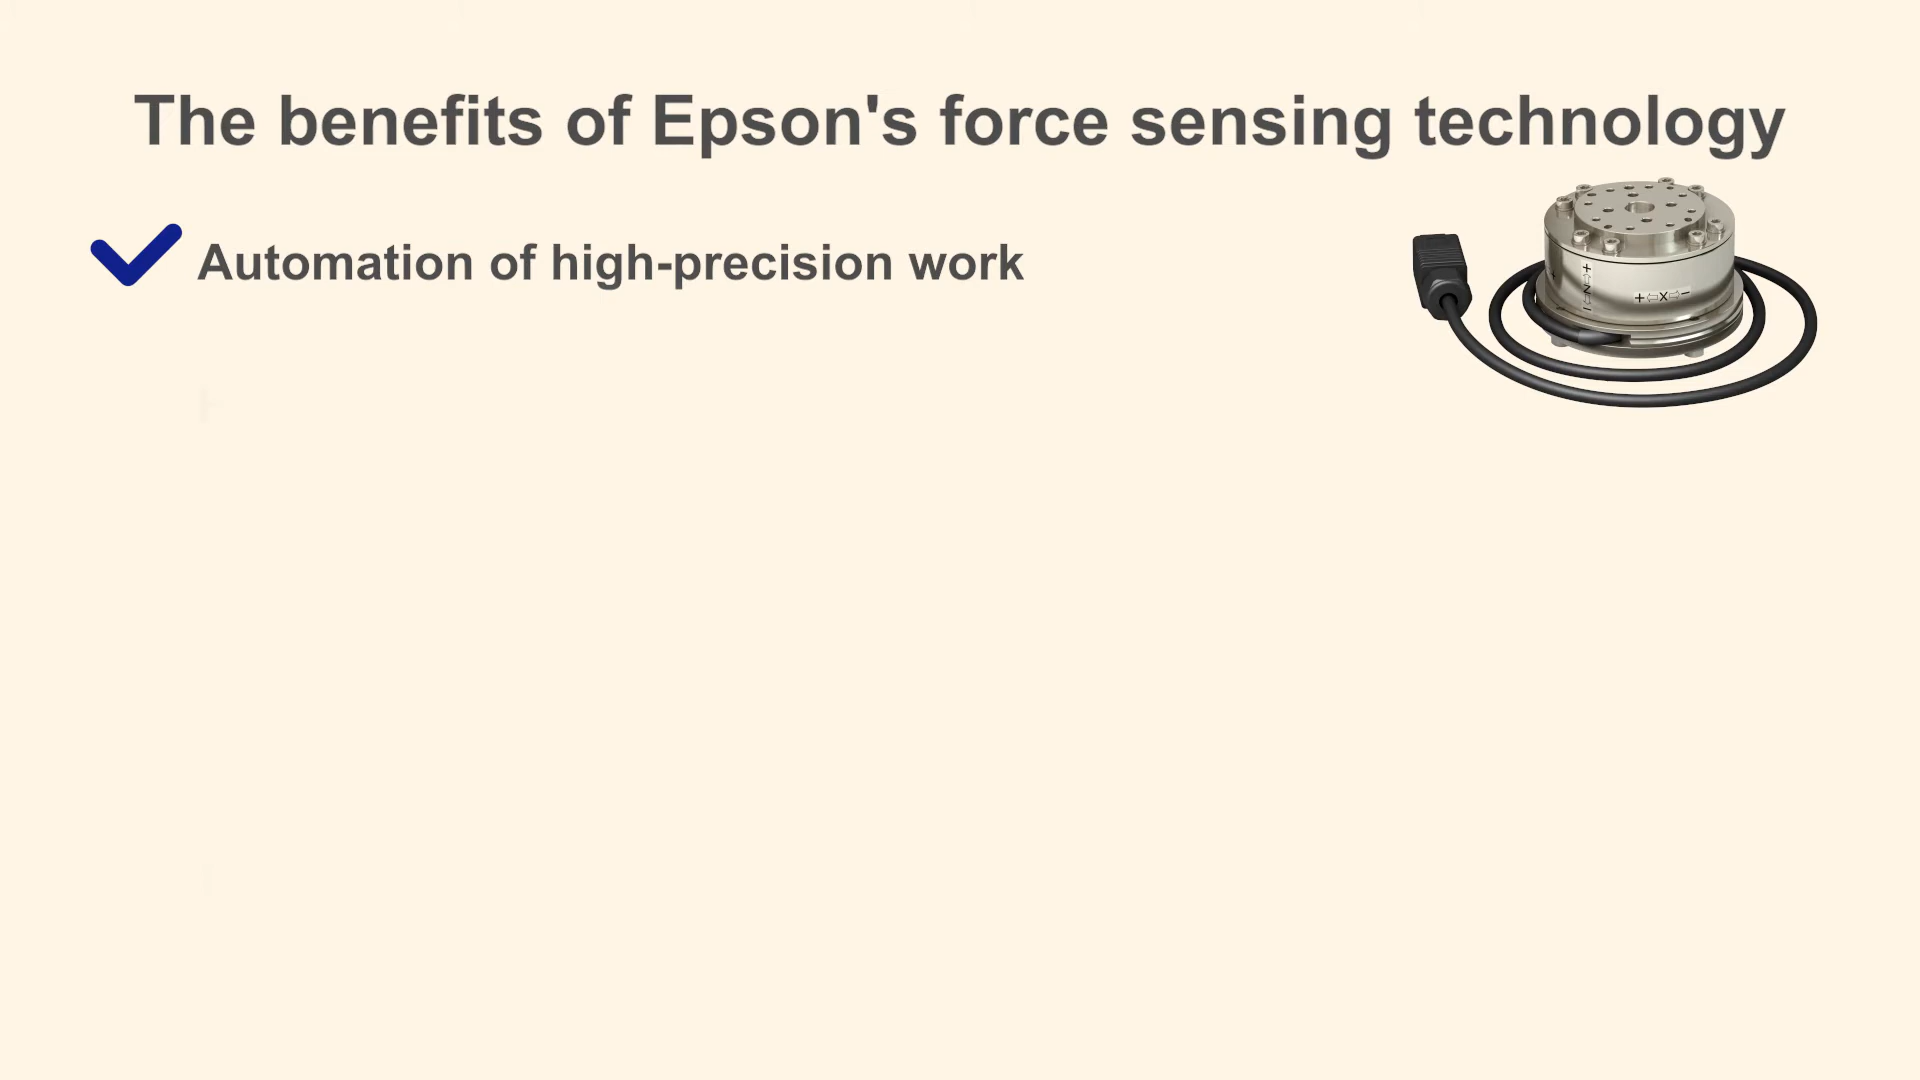 The benefits of Epson's force sensing technology
Automation of high-precision work
+⇦X⇨−